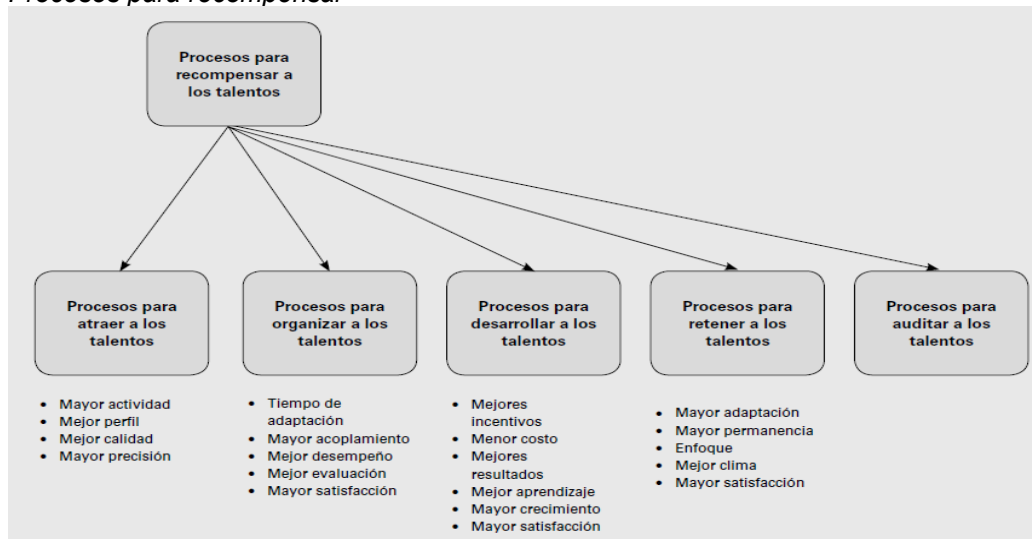 Procesos para recompensar
Procesos para
recompensar a
los talentos
Procesos para
atraer a los
talentos
Procesos para
organizar a los
talentos
Procesos para
desarrollar a los
talentos
Procesos para
retener a los
talentos
Procesos para
auditar a los
talentos
• Mayor actividad
• Mejor perfil
• Mejor calidad
• Mayor precisión
• Tiempo de
adaptación
• Mayor acoplamiento
• Mejor desempeño
• Mejor evaluación
• Mayor satisfacción
• Mejores
incentivos
• Menor costo
• Mejores
resultados
• Mejor aprendizaje
• Mayor crecimiento
• Mayor satisfacción
• Mayor adaptación
• Mayor permanencia
• Enfoque
• Mejor clima
• Mayor satisfacción